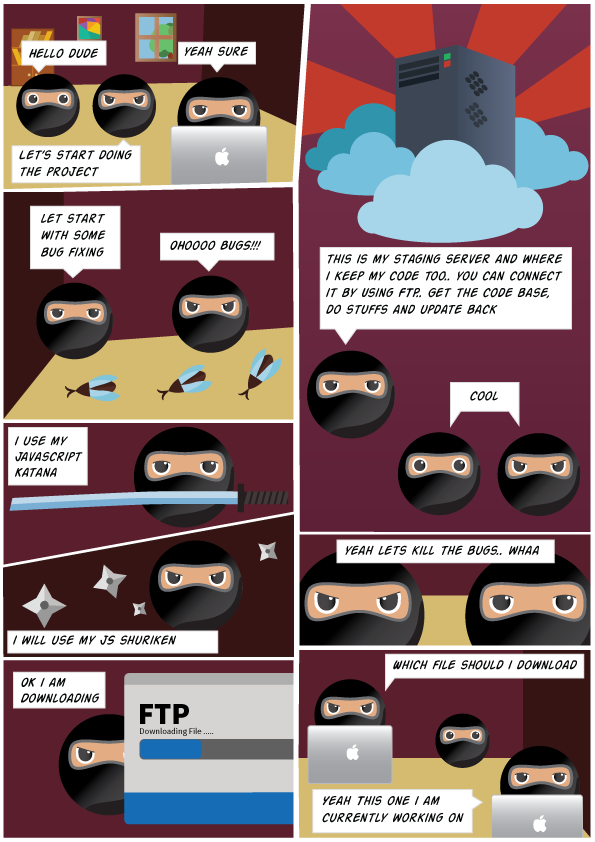 HELLO DUDE
YEAH SURE
LET'S START DOING
THE PROJECT
THIS IS MY STAGING SERVER AND WHERE
I KEEP MY CODE TOO.. YOU CAN CONNECT
IT BY USING FTP.. GET THE CODE BASE,
DO STUFFS AND UPDATE BACK
COOL
LET START
WITH SOME
BUG FIXING
OHOOOO BUGS!!!
I USE MY
JAVASCRIPT
KATANA
I WILL USE MY JS SHURIKEN
YEAH LETS KILL THE BUGS.. WHAA
OK I AM
DOWNLOADING
FTP
Downloading File .....
WHICH FILE SHOULD I DOWNLOAD
YEAH THIS ONE I AM
CURRENTLY WORKING ON